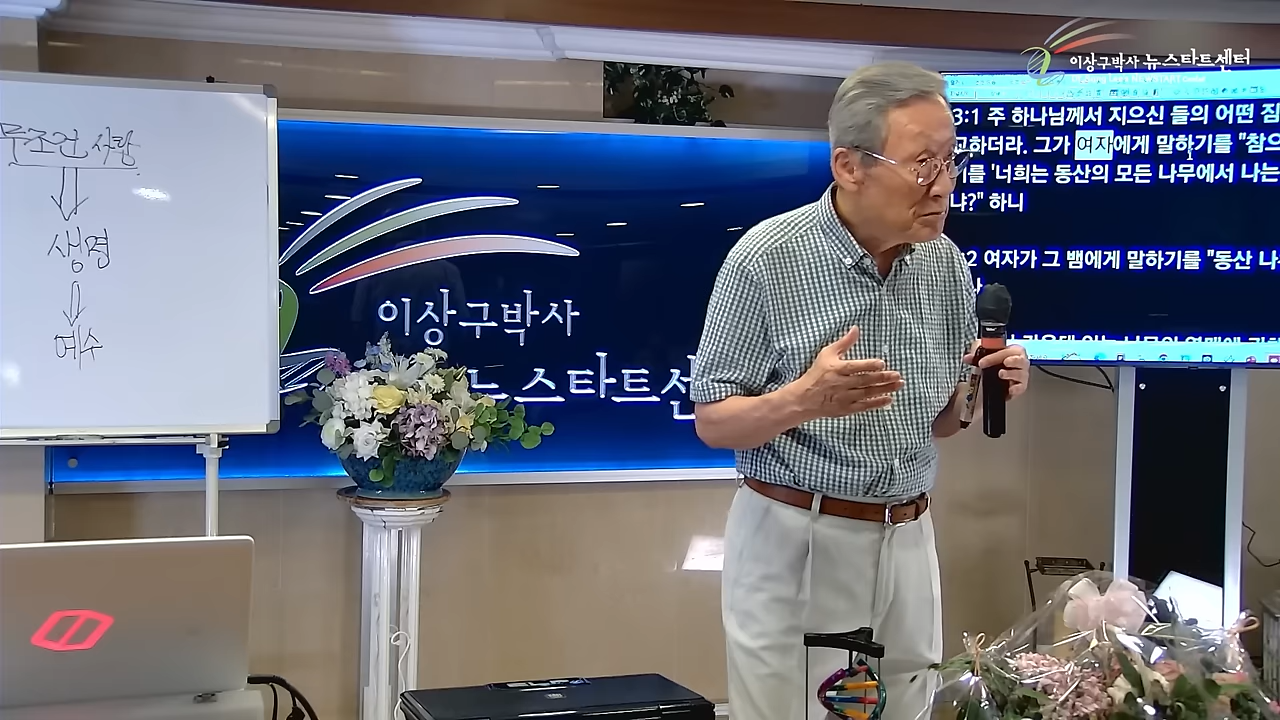 무조건 사랑
생명
예수
이상구박사
뉴스타트센
이상구박사 뉴스타트센터
3:1 주 하나님께서 지으신 들의 어떤 짐
교하더라. 그가 여자에게 말하기를 "참으
를 '너희는 동산의 모든 나무에서 나는
냐?" 하니
2 여자가 그 뱀에게 말하기를 "동산 나